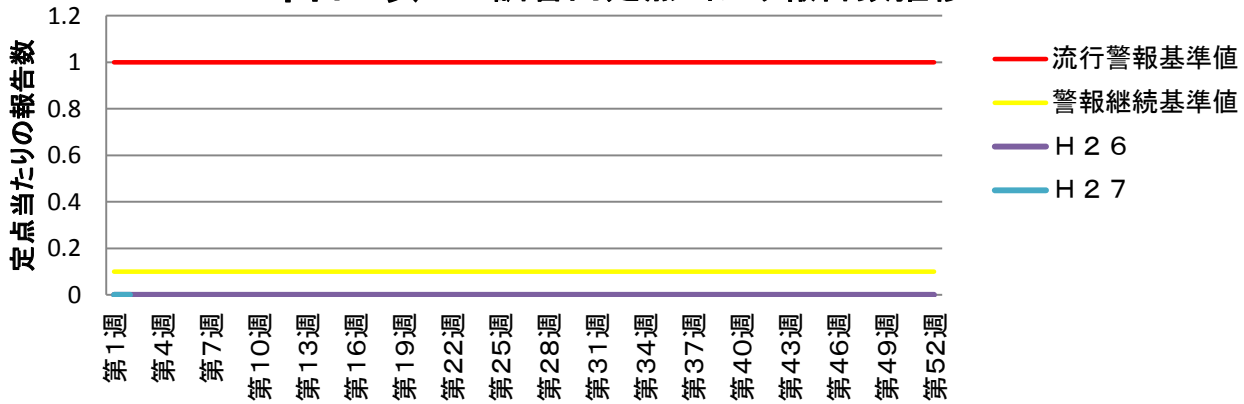 1.2
1
0.8
0.6
0.4
0.2
0
定点当たりの報告数
第1週
第4週
第7週
第10週
第13週
第16週
第19週
第22週
第25週
第28週
第31週
第34週
第37週
第40週
第43週
第46週
第49週
第52週
流行警報基準値
警報継続基準値
Ｈ２６
Ｈ２７